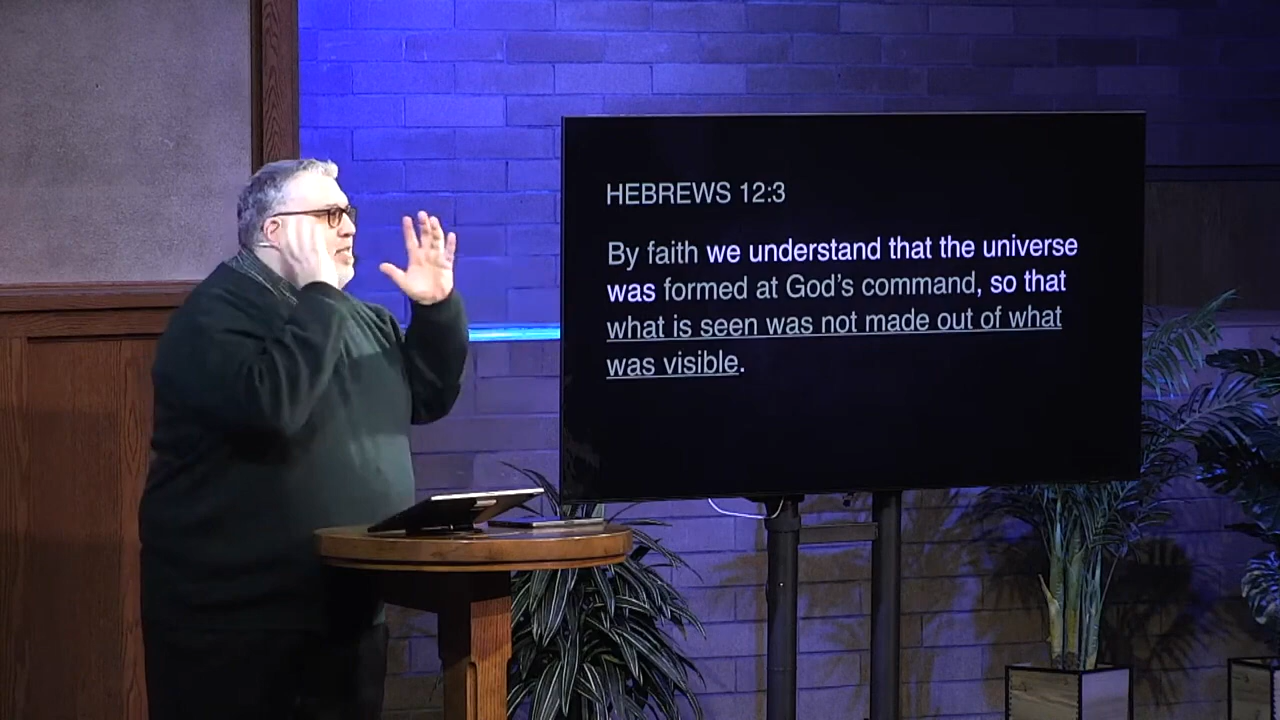 HEBREWS 12:3
By faith we understand that the universe
was formed at God’s command, so that
what is seen was not made out of what
was visible.